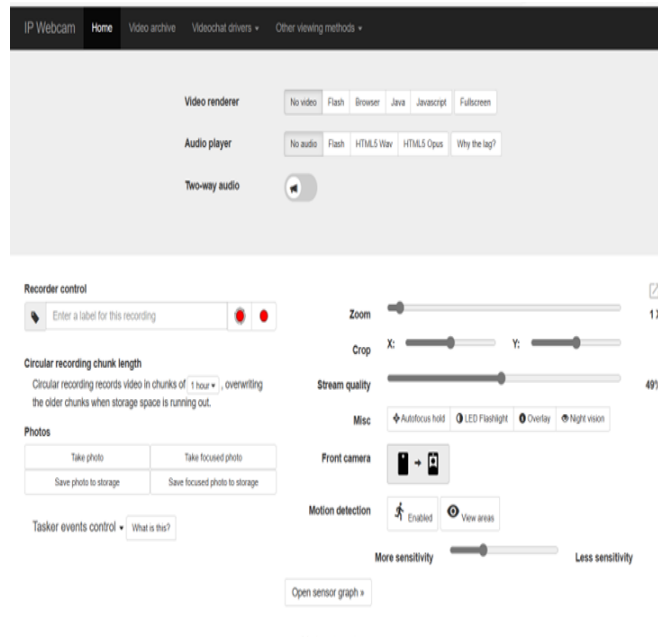 IP Webcam Home Video archive Videochat drivers Other viewing methods
Video renderer No video Flash Browser Java Javascript Fullscreen
Audio player No audio Flash HTML5 Wav HTML5 Opus Why the lag?
Two-way audio
Recorder control
Enter a label for this recording
Circular recording chunk length
Circular recording records video in chunks of 1 hour , overwriting
the older chunks when storage space is running out.
Photos
Take photo Take focused photo
Save photo to storage Save focused photo to storage
Tasker events control What is this?
Zoom
Crop X: Y:
Stream quality 49%
Misc Autofocus hold LED Flashlight Overlay Night vision
Front camera
Motion detection Enabled View areas
More sensitivity Less sensitivity
Open sensor graph »